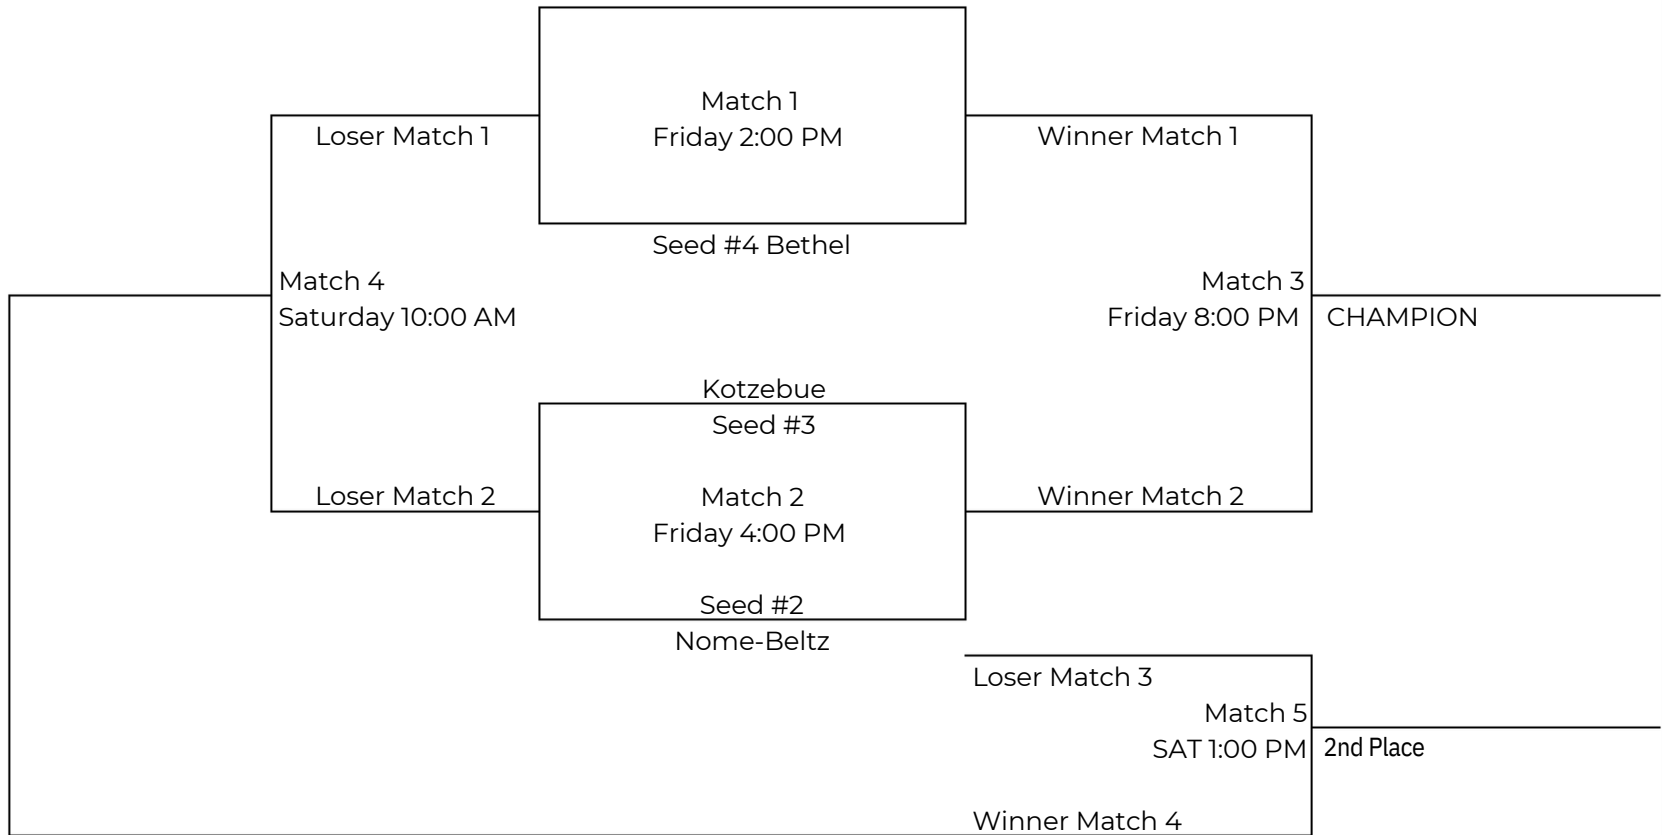 Match 1
Loser Match 1
Friday 2:00 PM
Winner Match 1
Seed #4 Bethel
Match 4
Saturday 10:00 AM
Match 3
Friday 8:00 PM
CHAMPION
Kotzebue
Seed #3
Loser Match 2
Match 2
Friday 4:00 PM
Winner Match 2
Seed #2
Nome-Beltz
Loser Match 3
Match 5
SAT 1:00 PM
2nd Place
Winner Match 4